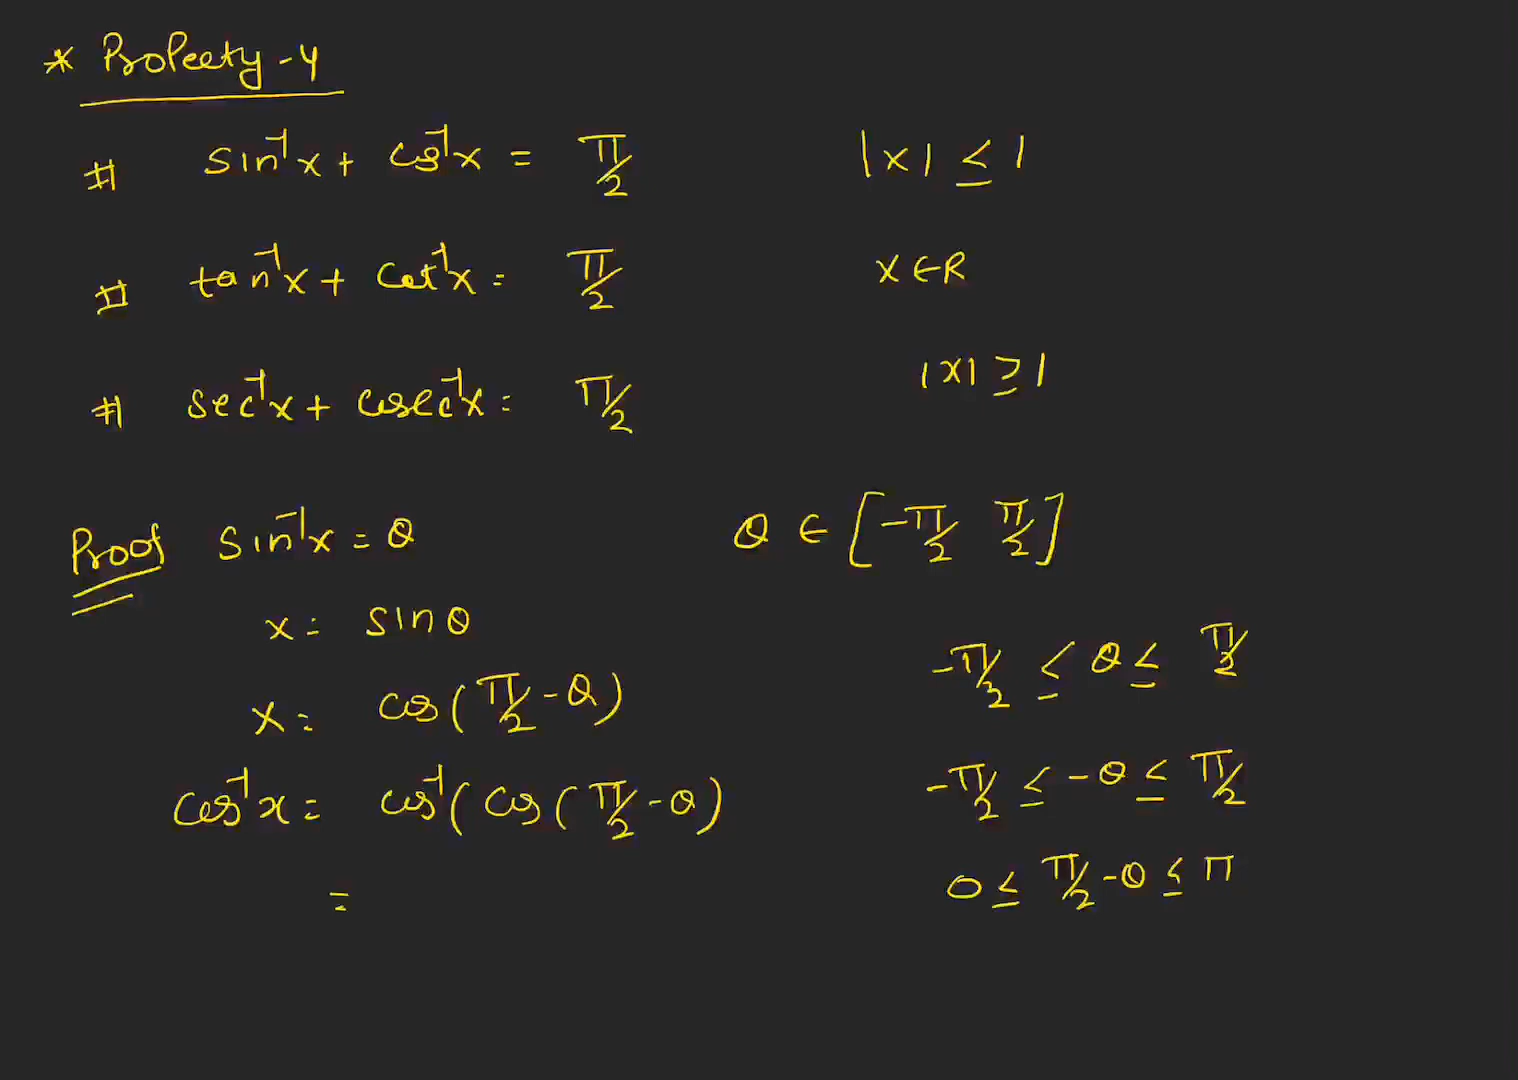 * Property-4
# sin⁻¹x + cos⁻¹x = π/2 |x| ≤ 1
# tan⁻¹x + cot⁻¹x = π/2 x ∈ R
# sec⁻¹x + cosec⁻¹x = π/2 |x| ≥ 1
Proof sin⁻¹x = θ θ ∈ [-π/2 π/2]
x = sinθ
-π/2 ≤ θ ≤ π/2
x = cos(π/2 - θ)
-π/2 ≤ -θ ≤ π/2
cos⁻¹x = cos⁻¹(cos(π/2 - θ)
0 ≤ π/2 - θ ≤ π
=